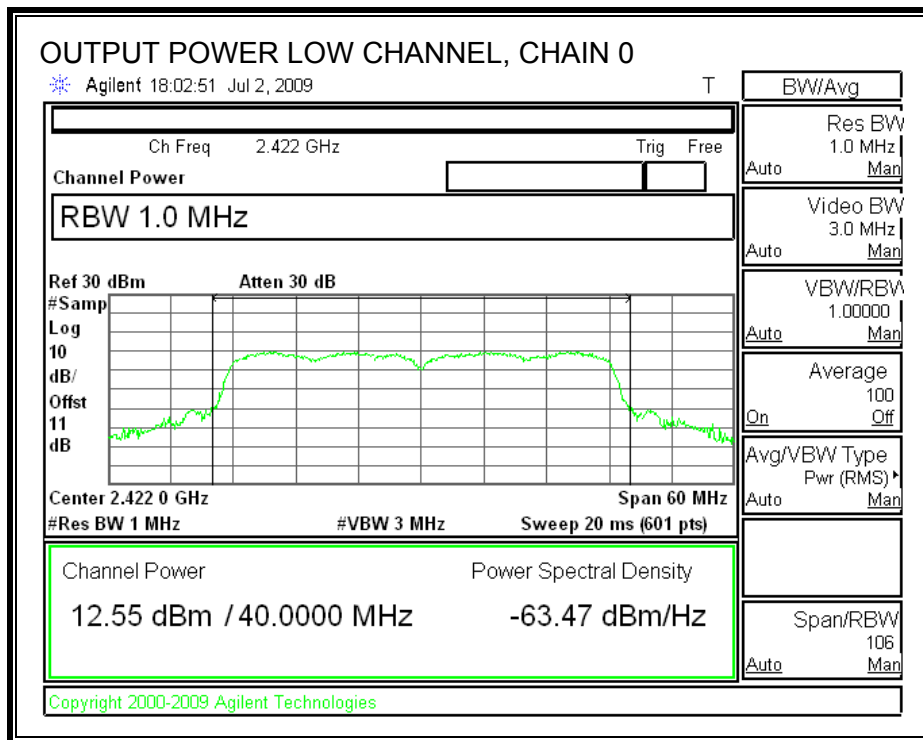 OUTPUT POWER LOW CHANNEL, CHAIN 0
Agilent 18:02:51 Jul 2, 2009 T
Ch Freq 2.422 GHz Trig Free
Channel Power
RBW 1.0 MHz
Ref 30 dBm Atten 30 dB
#Samp
Log
10
dB/
Offst
11
dB
Center 2.422 0 GHz Span 60 MHz
#Res BW 1 MHz #VBW 3 MHz Sweep 20 ms (601 pts)
Channel Power Power Spectral Density
12.55 dBm / 40.0000 MHz -63.47 dBm/Hz
Copyright 2000-2009 Agilent Technologies
BW/Avg
Res BW
1.0 MHz
Auto Man
Video BW
3.0 MHz
Auto Man
VBW/RBW
1.00000
Auto Man
Average
100
On Off
Avg/VBW Type
Pwr (RMS)
Auto Man
Span/RBW
106
Auto Man